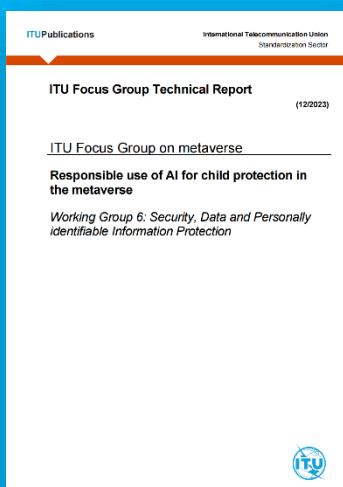 ITUPublications
International Telecommunication Union
Standardization Sector
ITU Focus Group Technical Report
(12/2023)
ITU Focus Group on metaverse
Responsible use of AI for child protection in
the metaverse
Working Group 6: Security, Data and Personally
identifiable Information Protection
ITU